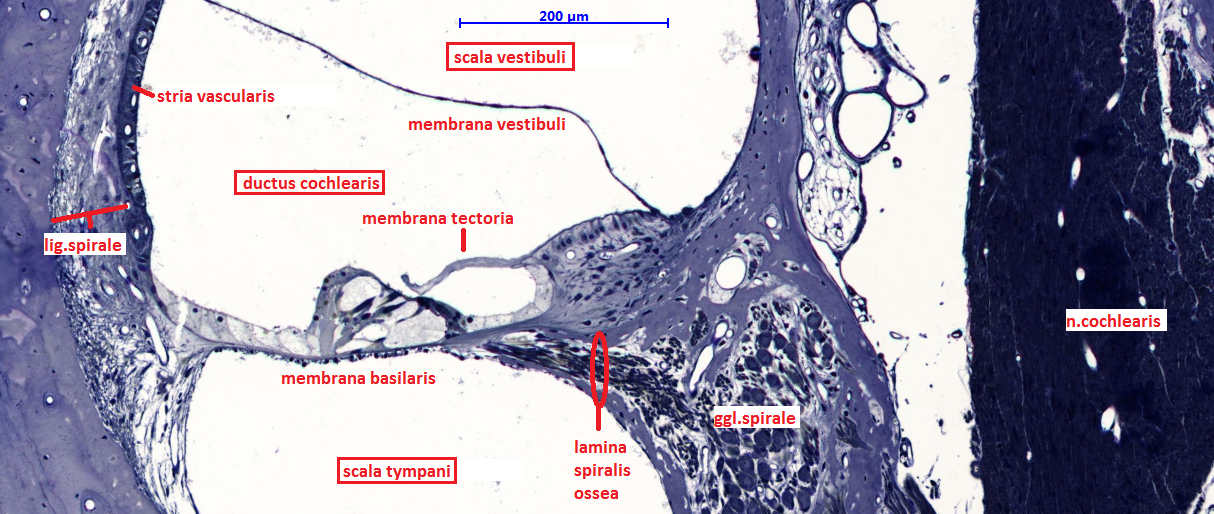 200 µm
scala vestibuli
stria vascularis
membrana vestibuli
ductus cochlearis
membrana tectoria
lig.spirale
n.cochlearis
membrana basilaris
ggl.spirale
lamina
spiralis
ossea
scala tympani